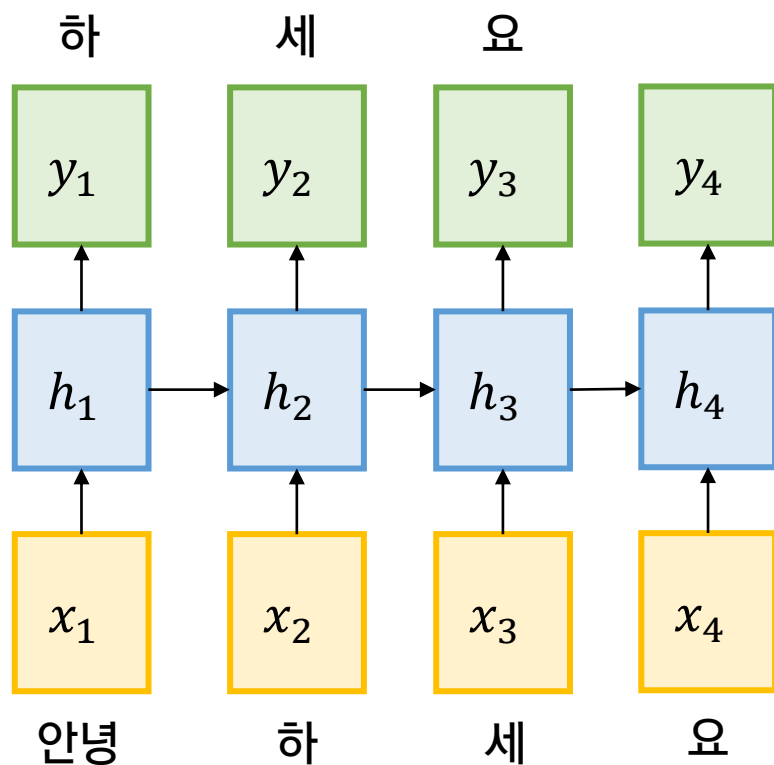 하 세 요
y₁ y₂ y₃ y₄
h₁ h₂ h₃ h₄
x₁ x₂ x₃ x₄
안녕 하 세 요